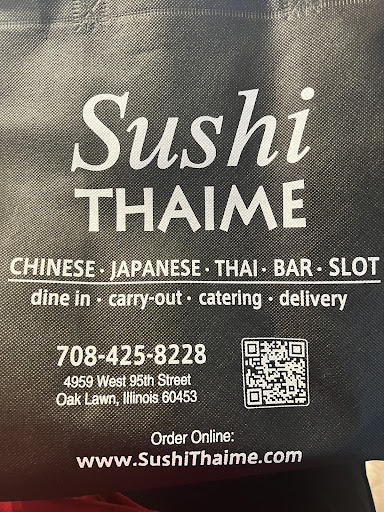 Sushi
THAIME
CHINESE · JAPANESE · THAI · BAR · SLOT
dine in · carry-out · catering · delivery
708-425-8228
4959 West 95th Street
Oak Lawn, Illinois 60453
Order Online:
www.SushiThaime.com